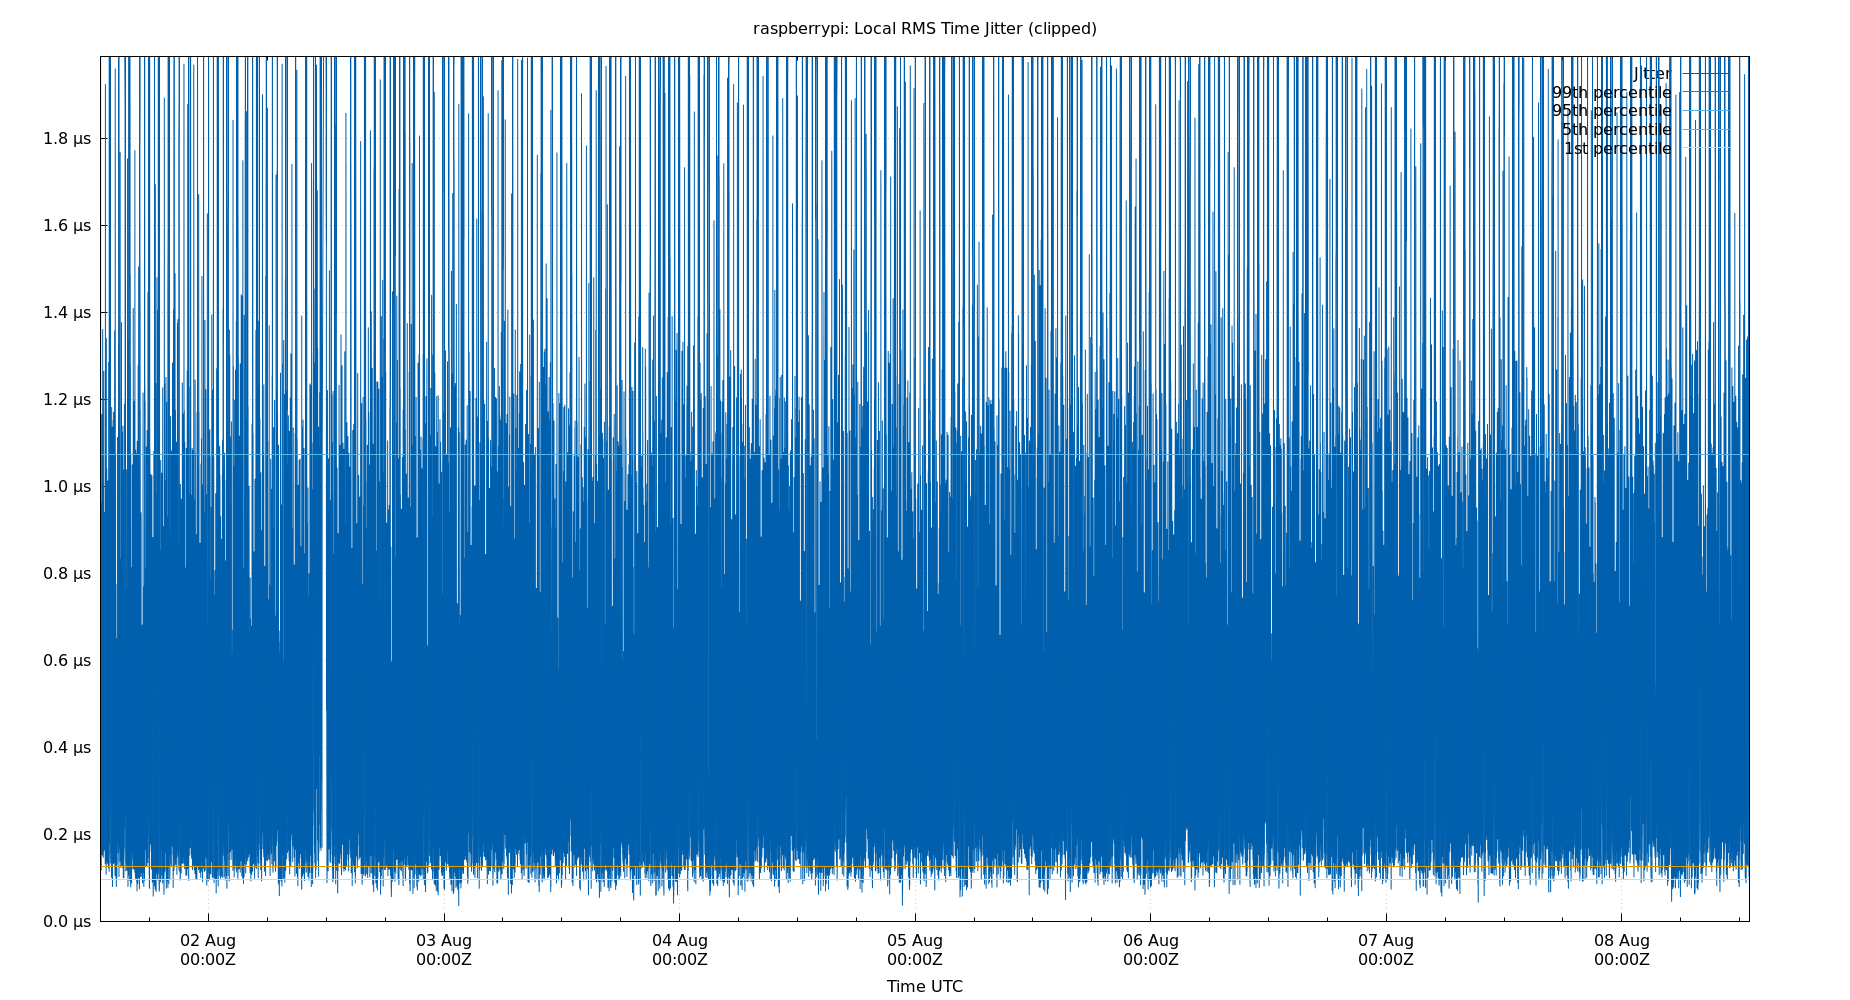 raspberrypi: Local RMS Time Jitter (clipped)
Jitter
99th percentile
95th percentile
5th percentile
1st percentile
1.8 μs
1.6 μs
1.4 μs
1.2 μs
1.0 μs
0.8 μs
0.6 μs
0.4 μs
0.2 μs
0.0 μs
02 Aug 03 Aug 04 Aug 05 Aug 06 Aug 07 Aug 08 Aug
00:00Z 00:00Z 00:00Z 00:00Z 00:00Z 00:00Z 00:00Z
Time UTC